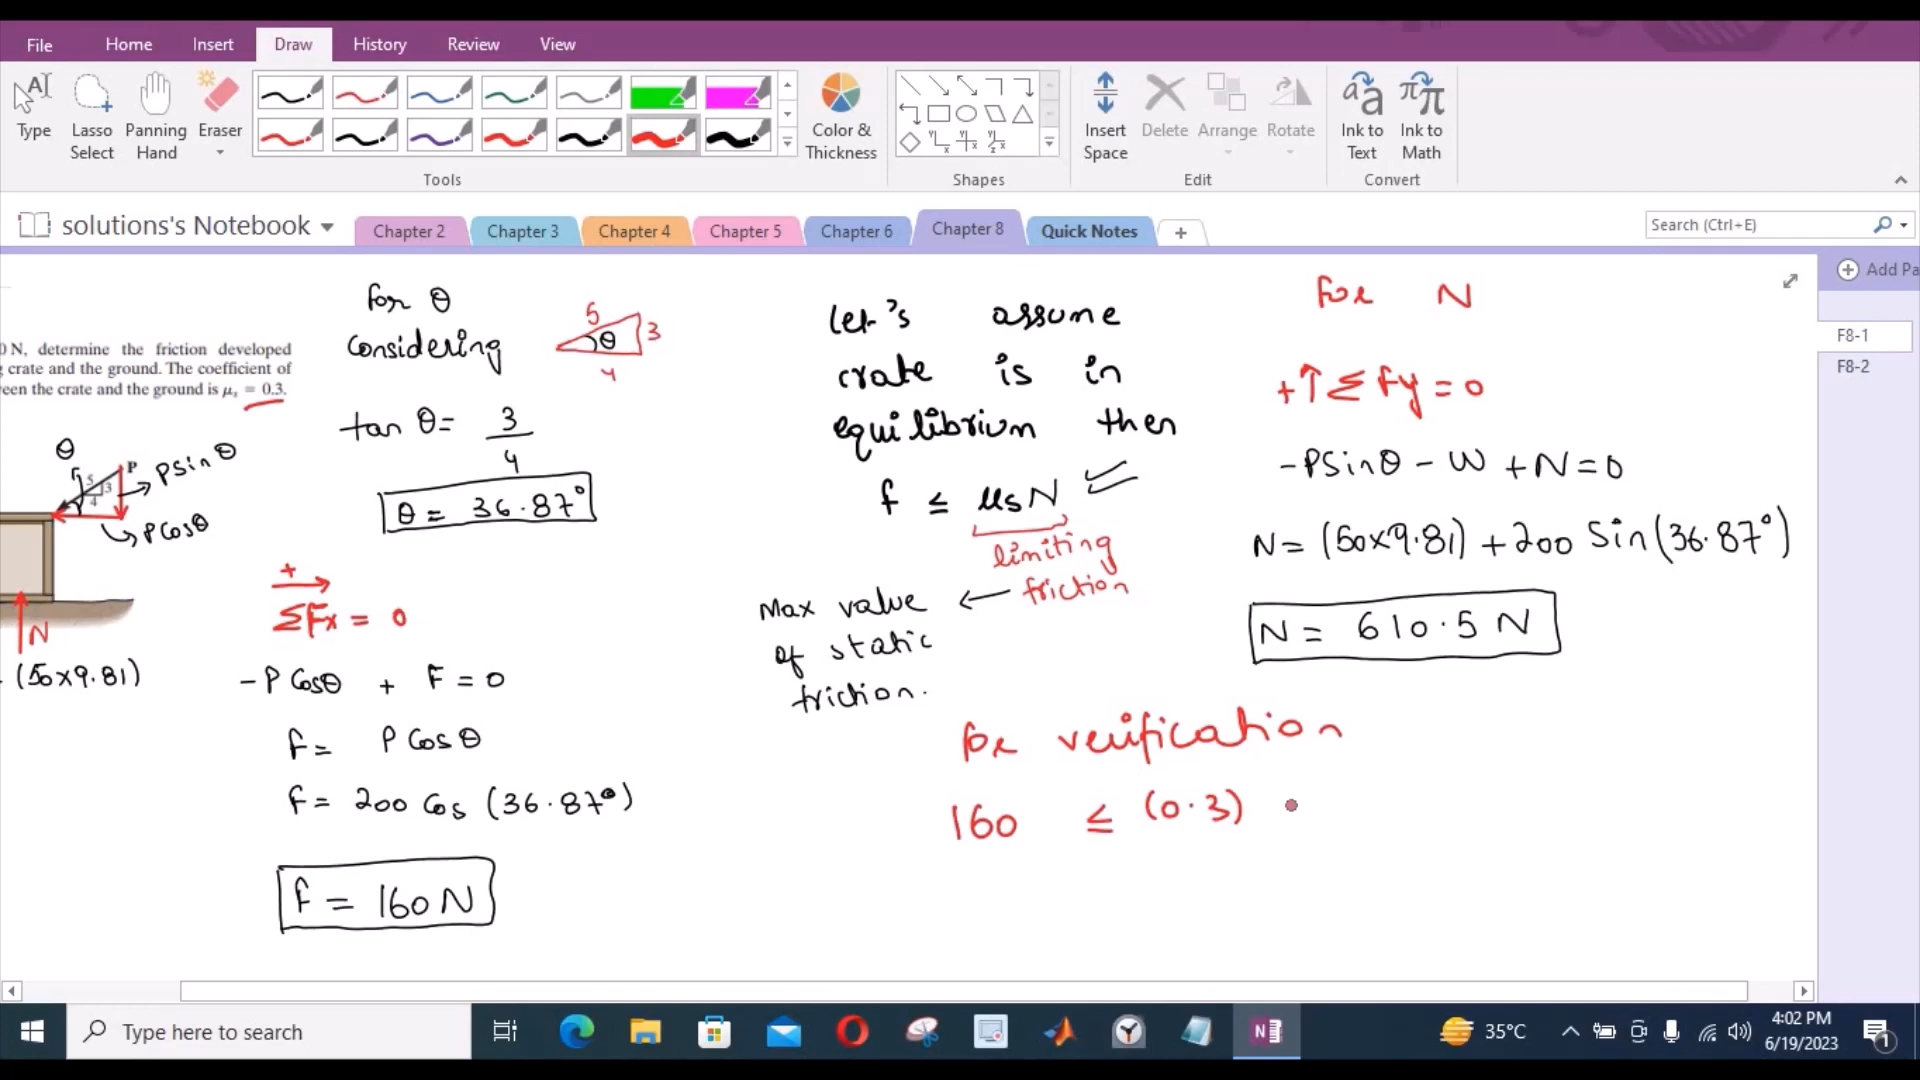 File
Home
Insert
Draw
History
Review
View
Type
Lasso Select
Panning Hand
Eraser
Color & Thickness
Insert Space
Delete
Arrange
Rotate
Ink to Text
Ink to Math
Tools
Shapes
Edit
Convert
solutions's Notebook
Chapter 2
Chapter 3
Chapter 4
Chapter 5
Chapter 6
Chapter 8
Quick Notes
Search (Ctrl+E)
Add Pa
F8-1
F8-2
0 N, determine the friction developed
crate and the ground. The coefficient of
een the crate and the ground is μs = 0.3.
θ
P
Psinθ
5
3
4
Pcosθ
N
(50x9.81)
for θ
Considering
5
3
θ
4
tan θ = 3/4
θ = 36.87°
+
ΣFx = 0
-P Cosθ + F = 0
f = P Cosθ
f = 200 Cos (36.87°)
f = 160 N
Let's assume
crate is in
equilibrium then
f ≤ μsN
limiting
friction
Max value
of static
friction.
for N
+↑ΣFy = 0
-PSinθ - W + N = 0
N = (50x9.81) + 200 Sin(36.87°)
N = 610.5 N
for verification
160 ≤ (0.3)
Type here to search
35°C
4:02 PM
6/19/2023
1